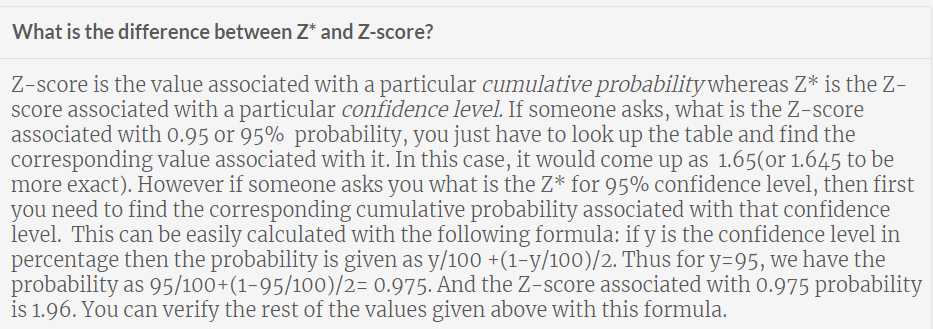 What is the difference between Z* and Z-score?
Z-score is the value associated with a particular cumulative probability whereas Z* is the Z-
score associated with a particular confidence level. If someone asks, what is the Z-score
associated with 0.95 or 95%  probability, you just have to look up the table and find the
corresponding value associated with it. In this case, it would come up as  1.65(or 1.645 to be
more exact). However if someone asks you what is the Z* for 95% confidence level, then first
you need to find the corresponding cumulative probability associated with that confidence
level.  This can be easily calculated with the following formula: if y is the confidence level in
percentage then the probability is given as y/100 +(1-y/100)/2. Thus for y=95, we have the
probability as 95/100+(1-95/100)/2= 0.975. And the Z-score associated with 0.975 probability
is 1.96. You can verify the rest of the values given above with this formula.